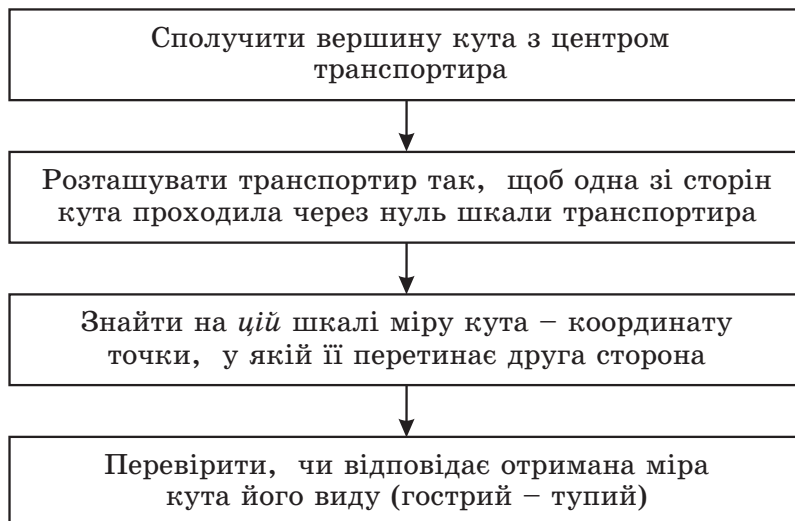 Сполучити вершину кута з центром
транспортира
Розташувати транспортир так, щоб одна зі сторін
кута проходила через нуль шкали транспортира
Знайти на цій шкалі міру кута – координату
точки, у якій її перетинає друга сторона
Перевірити, чи відповідає отримана міра
кута його виду (гострий – тупий)